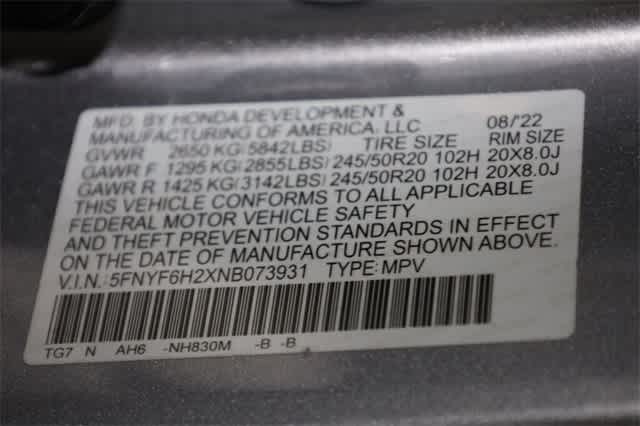 MFD. BY HONDA DEVELOPMENT &
MANUFACTURING OF AMERICA, LLC 08/'22
GVWR 2650 KG(5842LBS) TIRE SIZE RIM SIZE
GAWR F 1295 KG(2855LBS) 245/50R20 102H 20X8.0J
GAWR R 1425 KG(3142LBS) 245/50R20 102H 20X8.0J
THIS VEHICLE CONFORMS TO ALL APPLICABLE
FEDERAL MOTOR VEHICLE SAFETY
AND THEFT PREVENTION STANDARDS IN EFFECT
ON THE DATE OF MANUFACTURE SHOWN ABOVE.
V.I.N.:5FNYF6H2XNB073931 TYPE:MPV
TG7 N AH6 -NH830M -B -B